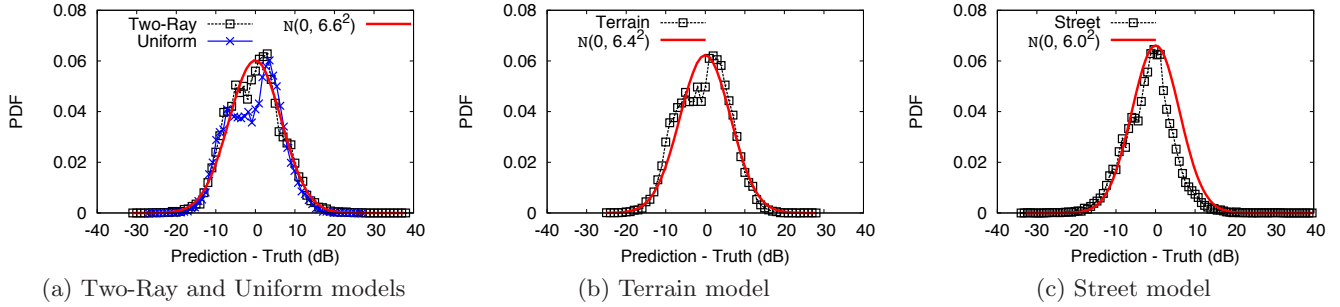 0.08
0.06
0.04
0.02
0
PDF
Two-Ray
Uniform
N(0, 6.6²)
-40 -30 -20 -10 0 10 20 30 40
Prediction - Truth (dB)
(a) Two-Ray and Uniform models
0.08
0.06
0.04
0.02
0
PDF
Terrain
N(0, 6.4²)
-40 -30 -20 -10 0 10 20 30 40
Prediction - Truth (dB)
(b) Terrain model
0.08
0.06
0.04
0.02
0
PDF
Street
N(0, 6.0²)
-40 -30 -20 -10 0 10 20 30 40
Prediction - Truth (dB)
(c) Street model